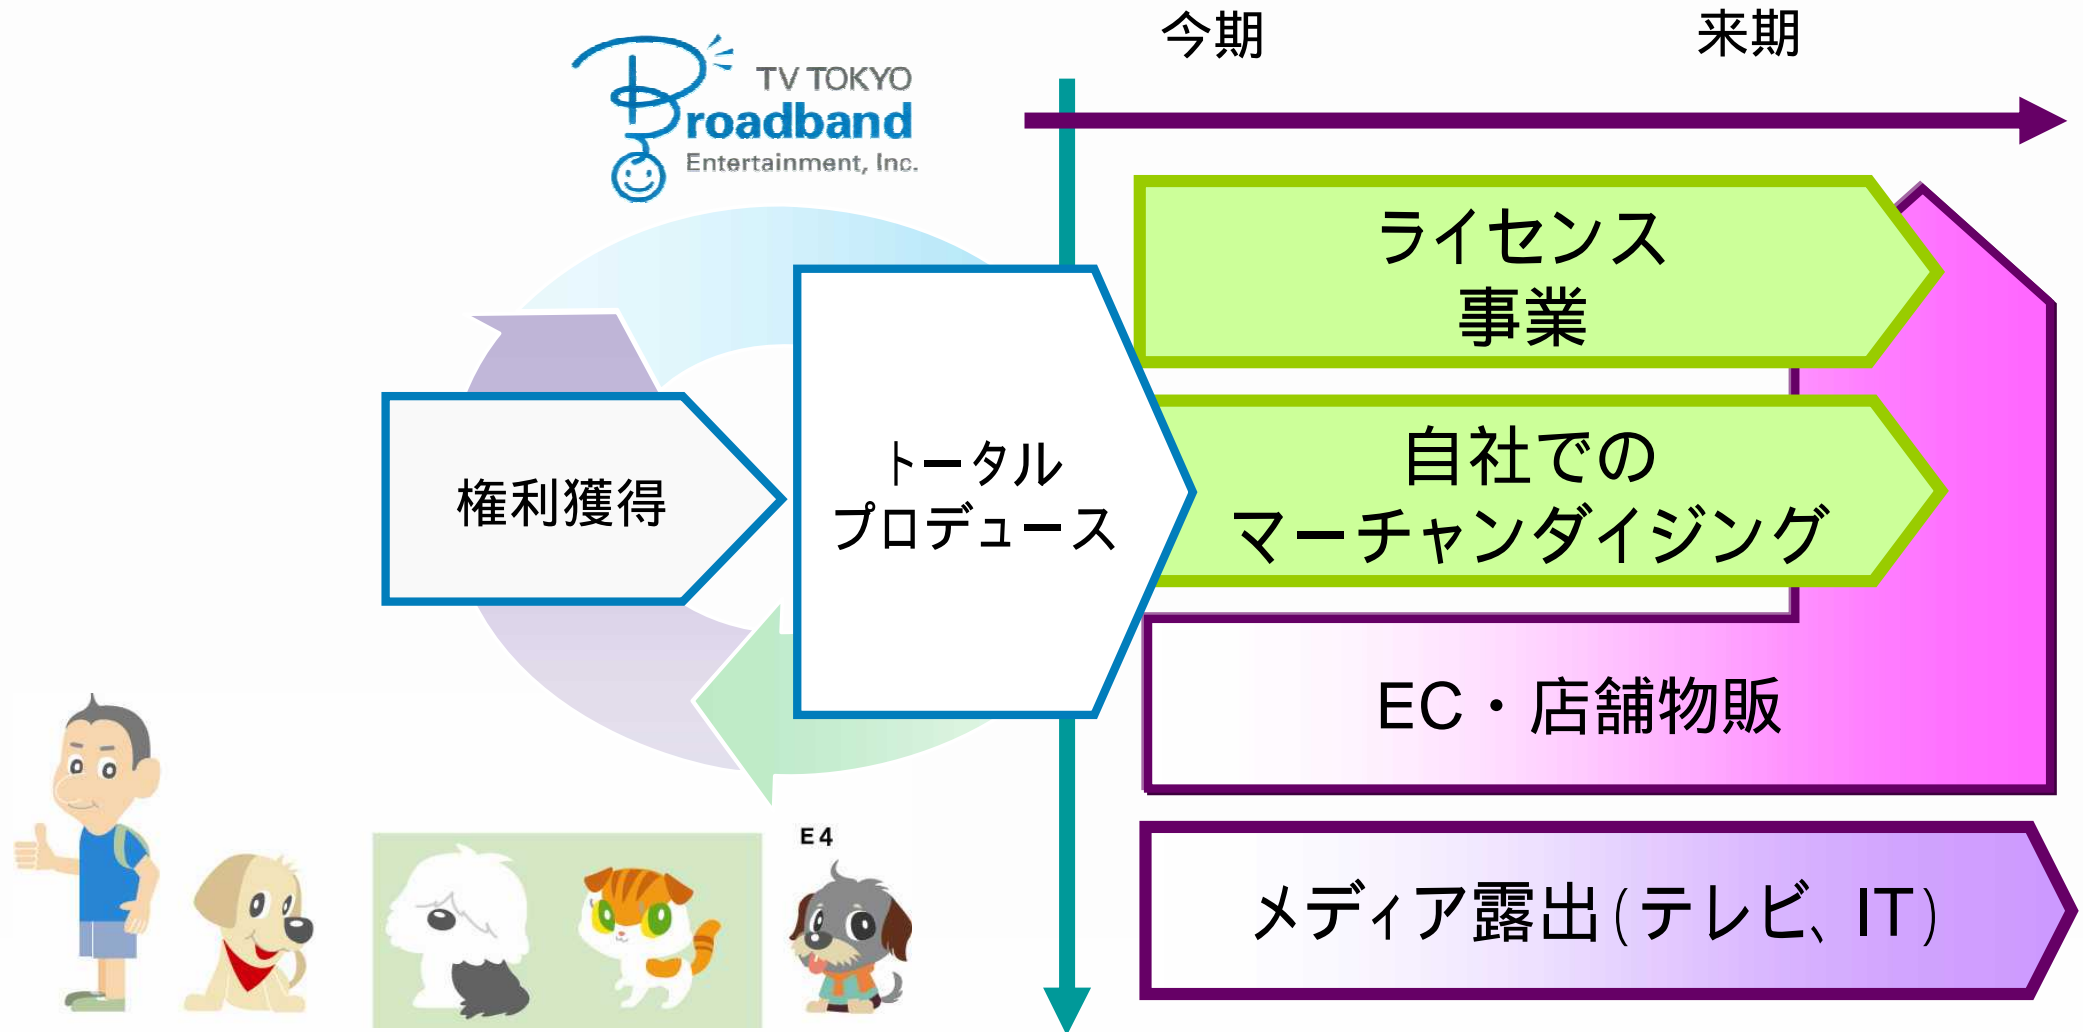 今期
来期
TV TOKYO
Broadband
Entertainment, Inc.
ライセンス
事業
権利獲得
トータル
プロデュース
自社での
マーチャンダイジング
EC・店舗物販
E4
メディア露出(テレビ、IT)